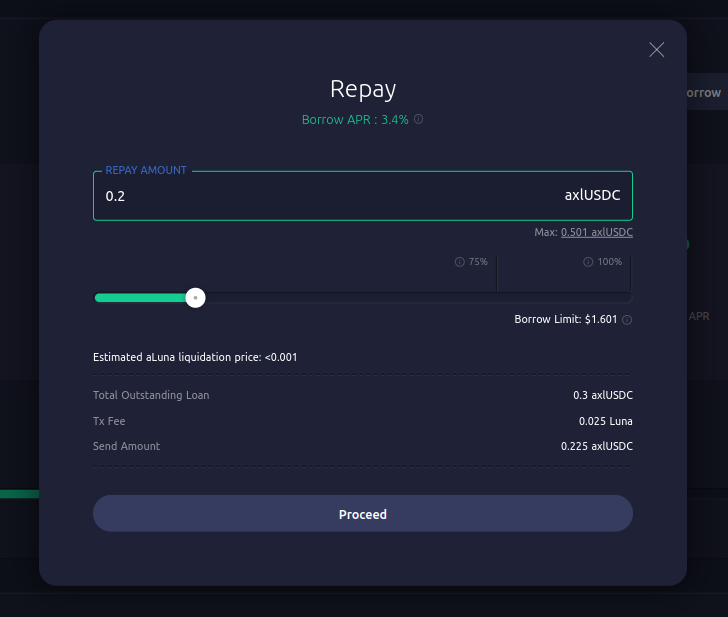 Repay
Borrow APR : 3.4%
orrow
REPAY AMOUNT
0.2 axlUSDC
Max: 0.501 axlUSDC
75% 100%
Borrow Limit: $1.601
APR
Estimated aLuna liquidation price: <0.001
Total Outstanding Loan 0.3 axlUSDC
Tx Fee 0.025 Luna
Send Amount 0.225 axlUSDC
Proceed